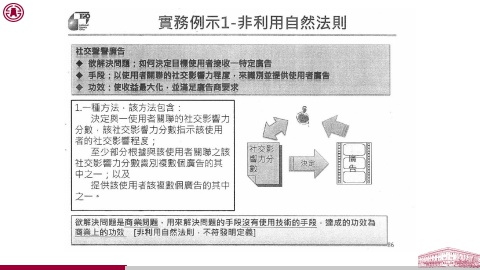 實務例示1-非利用自然法則
社交聲譽廣告
◆ 欲解決問題：如何決定目標使用者接收一特定廣告
◆ 手段：以使用者關聯的社交影響力程度，來識別並提供使用者廣告
◆ 功效：使收益最大化，並滿足廣告商要求
1.一種方法，該方法包含：
決定與一使用者關聯的社交影響力
分數，該社交影響力分數指示該使用
者的社交影響程度；
至少部分根據與該使用者關聯之該
社交影響力分數識別複數個廣告的其
中之一；以及
提供該使用者該複數個廣告的其中
之一。
社交影響力分數
決定
廣告
欲解決問題是商業問題，用來解決問題的手段沒有使用技術的手段，達成的功效為
商業上的功效　[非利用自然法則，不符發明定義]